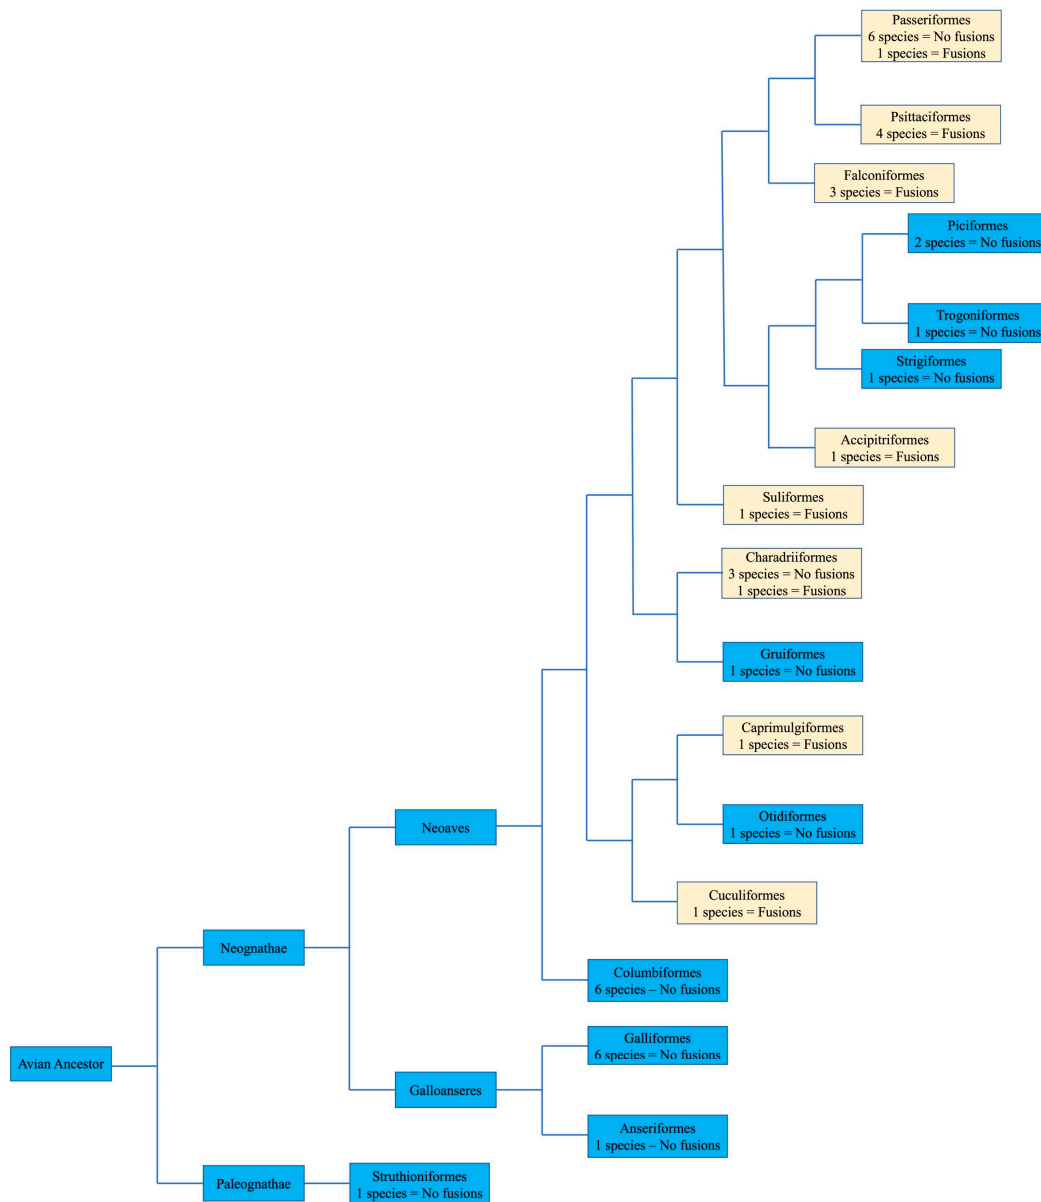 Passeriformes
6 species = No fusions
1 species = Fusions
Psittaciformes
4 species = Fusions
Falconiformes
3 species = Fusions
Piciformes
2 species = No fusions
Trogoniformes
1 species = No fusions
Strigiformes
1 species = No fusions
Accipitriformes
1 species = Fusions
Suliformes
1 species = Fusions
Charadriiformes
3 species = No fusions
1 species = Fusions
Gruiformes
1 species = No fusions
Caprimulgiformes
1 species = Fusions
Otidiformes
1 species = No fusions
Neoaves
Cuculiformes
1 species = Fusions
Neognathae
Columbiformes
6 species – No fusions
Galliformes
6 species = No fusions
Avian Ancestor
Galloanseres
Anseriformes
1 species – No fusions
Paleognathae
Struthioniformes
1 species = No fusions